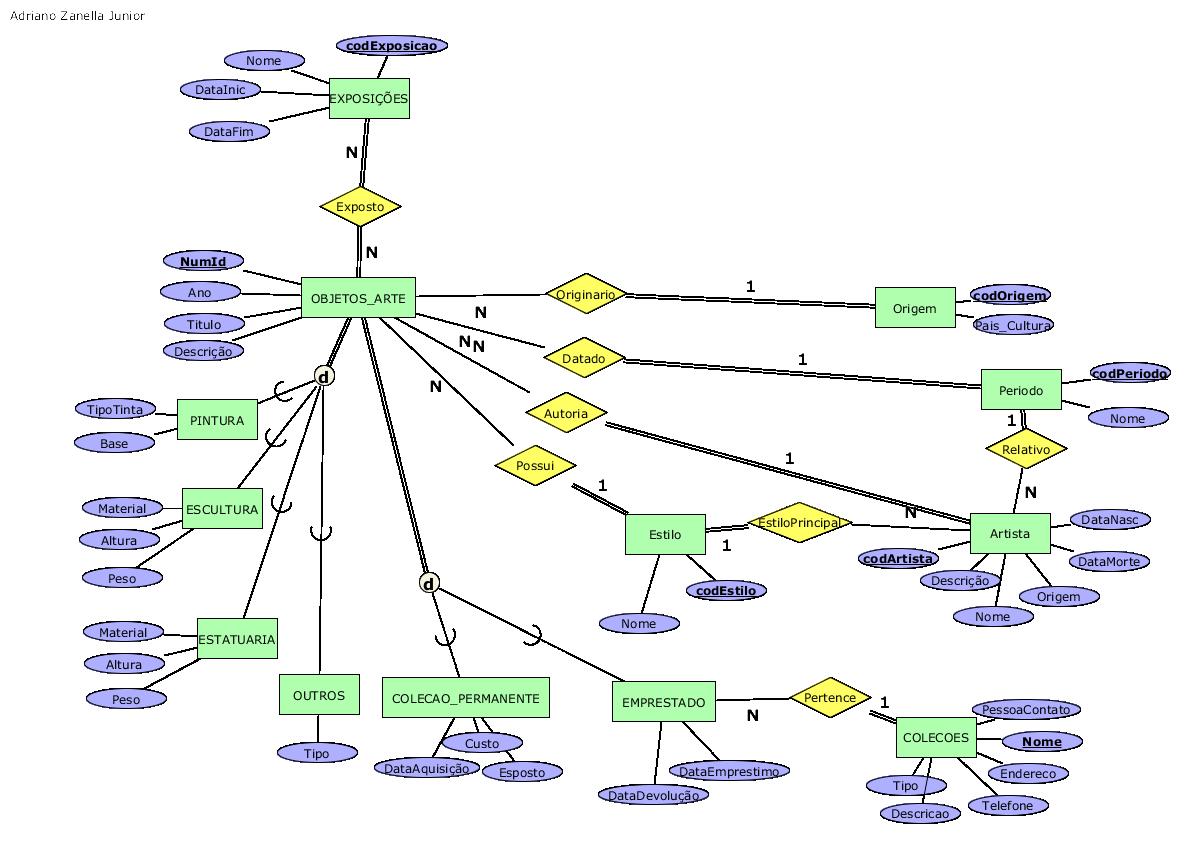 Adriano Zanella Junior
codExposicao
Nome
DataInic
EXPOSIÇÕES
DataFim
N
Exposto
N
NumId
Ano
OBJETOS_ARTE
Titulo
Descrição
N
Originario
1
Origem
codOrigem
Pais_Cultura
N
Datado
1
Periodo
codPeriodo
Nome
1
Relativo
N
N
Autoria
1
N
Possui
1
Estilo
Nome
codEstilo
1
EstiloPrincipal
N
Artista
DataNasc
DataMorte
Origem
Nome
Descrição
codArtista
d
TipoTinta
PINTURA
Base
Material
ESCULTURA
Altura
Peso
Material
ESTATUARIA
Altura
Peso
OUTROS
Tipo
d
COLECAO_PERMANENTE
Custo
DataAquisição
Esposto
EMPRESTADO
DataEmprestimo
DataDevolução
N
Pertence
1
COLECOES
PessoaContato
Nome
Endereco
Tipo
Telefone
Descricao